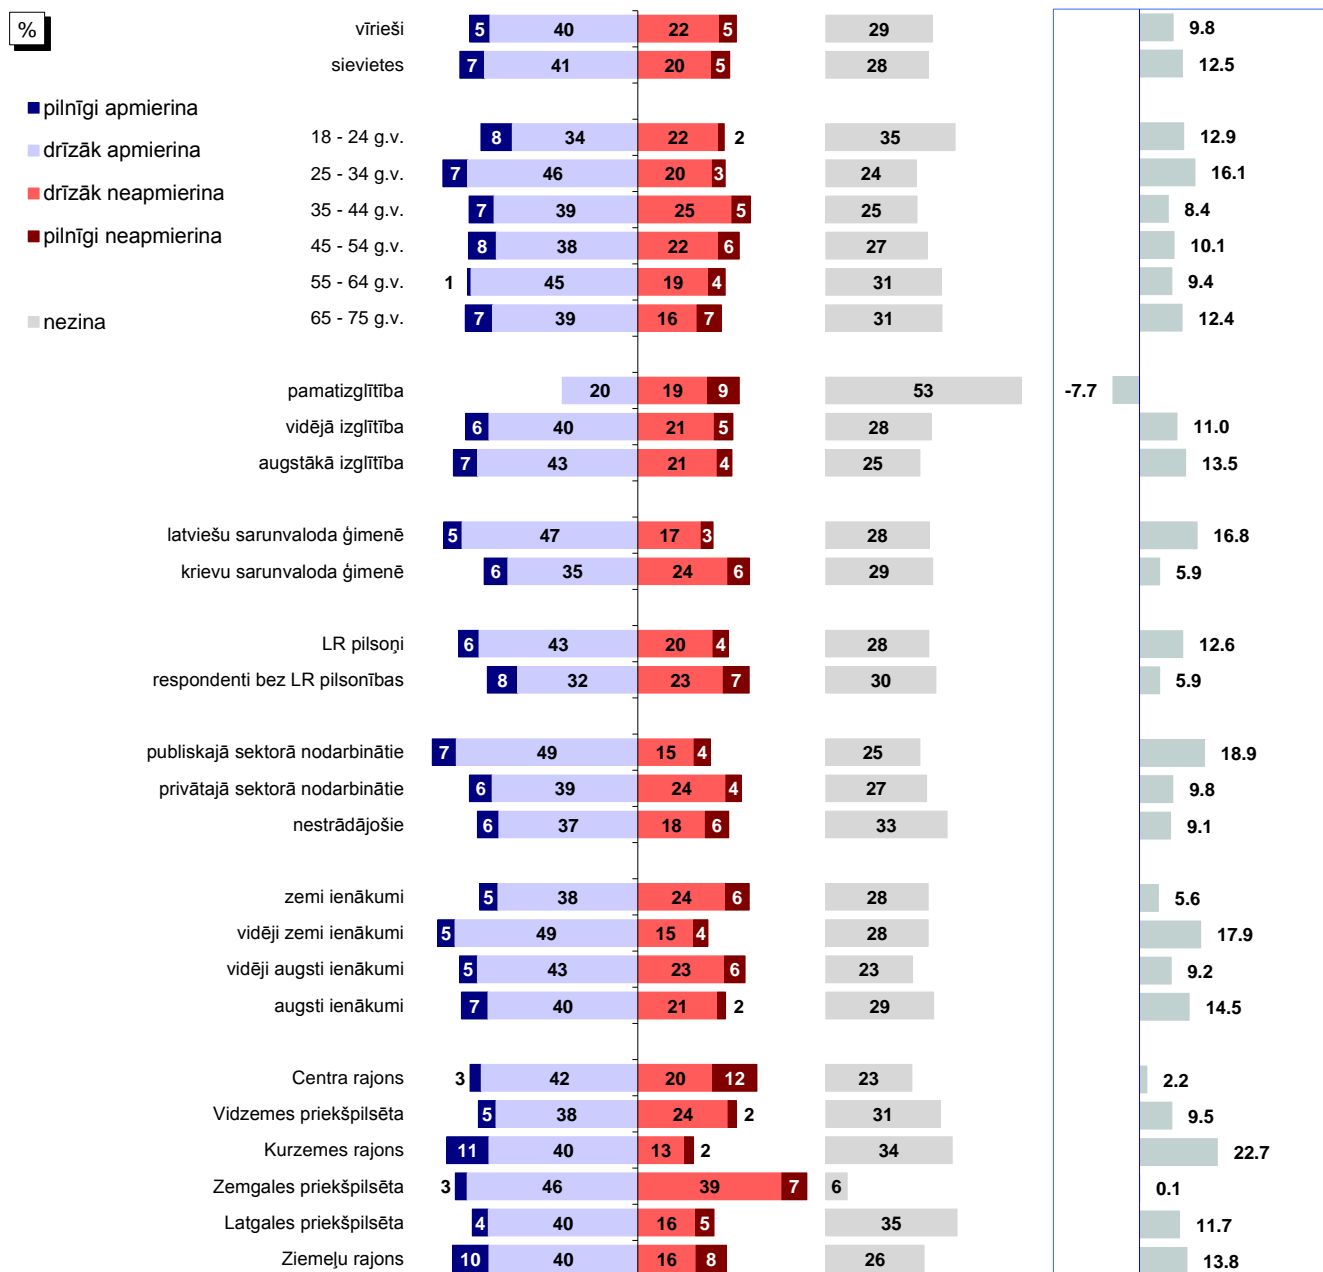 %
pilnīgi apmierina
drīzāk apmierina
drīzāk neapmierina
pilnīgi neapmierina
nezina
vīrieši 5 40 22 5 29 9.8
sievietes 7 41 20 5 28 12.5
18 - 24 g.v. 8 34 22 2 35 12.9
25 - 34 g.v. 7 46 20 3 24 16.1
35 - 44 g.v. 7 39 25 5 25 8.4
45 - 54 g.v. 8 38 22 6 27 10.1
55 - 64 g.v. 1 45 19 4 31 9.4
65 - 75 g.v. 7 39 16 7 31 12.4
pamatizglītība 20 19 9 53 -7.7
vidējā izglītība 6 40 21 5 28 11.0
augstākā izglītība 7 43 21 4 25 13.5
latviešu sarunvaloda ģimenē 5 47 17 3 28 16.8
krievu sarunvaloda ģimenē 6 35 24 6 29 5.9
LR pilsoņi 6 43 20 4 28 12.6
respondenti bez LR pilsonības 8 32 23 7 30 5.9
publiskajā sektorā nodarbinātie 7 49 15 4 25 18.9
privātajā sektorā nodarbinātie 6 39 24 4 27 9.8
nestrādājošie 6 37 18 6 33 9.1
zemi ienākumi 5 38 24 6 28 5.6
vidēji zemi ienākumi 5 49 15 4 28 17.9
vidēji augsti ienākumi 5 43 23 6 23 9.2
augsti ienākumi 7 40 21 2 29 14.5
Centra rajons 3 42 20 12 23 2.2
Vidzemes priekšpilsēta 5 38 24 2 31 9.5
Kurzemes rajons 11 40 13 2 34 22.7
Zemgales priekšpilsēta 3 46 39 7 6 0.1
Latgales priekšpilsēta 4 40 16 5 35 11.7
Ziemeļu rajons 10 40 16 8 26 13.8